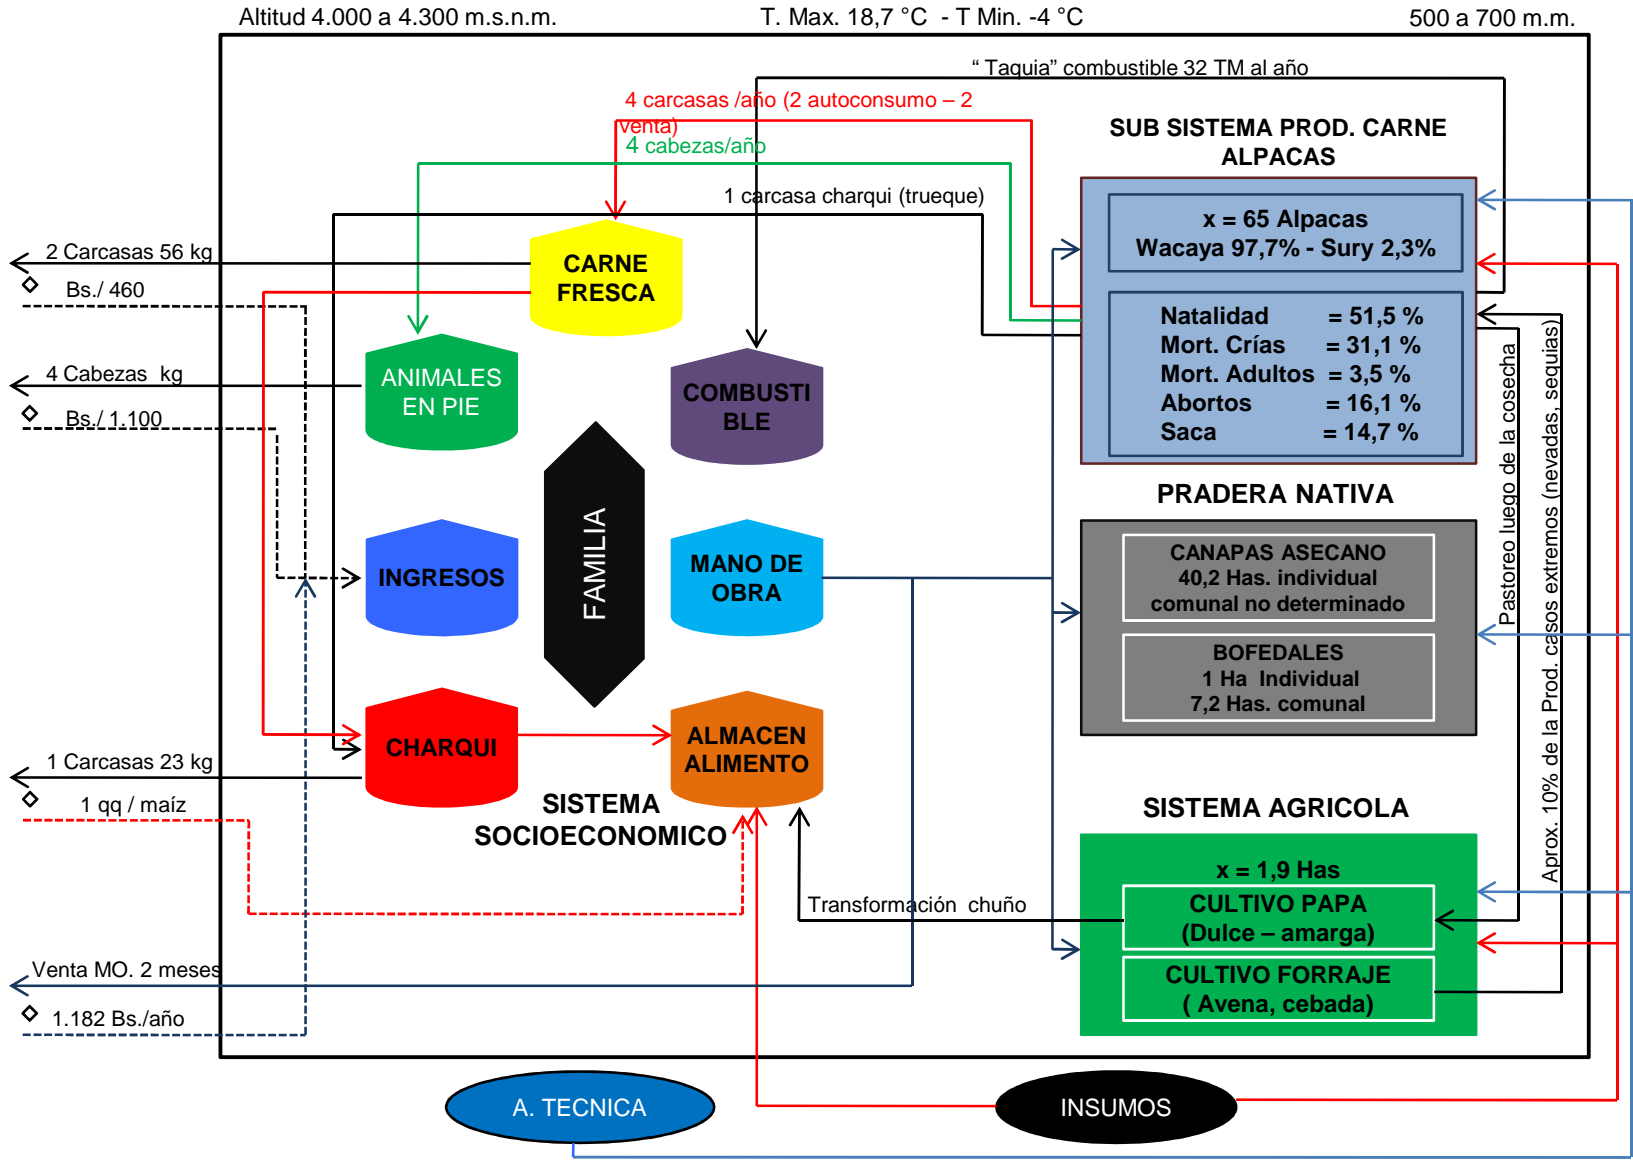 Altitud 4.000 a 4.300 m.s.n.m.
T. Max. 18,7 °C - T Min. -4 °C
500 a 700 m.m.
“ Taquia” combustible 32 TM al año
4 carcasas /año (2 autoconsumo – 2
venta)
4 cabezas/año
1 carcasa charqui (trueque)
SUB SISTEMA PROD. CARNE
ALPACAS
x = 65 Alpacas
Wacaya 97,7% - Sury 2,3%
Natalidad = 51,5 %
Mort. Crías = 31,1 %
Mort. Adultos = 3,5 %
Abortos = 16,1 %
Saca = 14,7 %
2 Carcasas 56 kg
Bs./ 460
4 Cabezas kg
Bs./ 1.100
CARNE
FRESCA
ANIMALES
EN PIE
COMBUSTI
BLE
FAMILIA
INGRESOS
MANO DE
OBRA
CHARQUI
ALMACEN
ALIMENTO
SISTEMA
SOCIOECONOMICO
PRADERA NATIVA
CANAPAS ASECANO
40,2 Has. individual
comunal no determinado
BOFEDALES
1 Ha Individual
7,2 Has. comunal
Pastoreo luego de la cosecha
Aprox. 10% de la Prod. casos extremos (nevadas, sequias)
1 Carcasas 23 kg
1 qq / maíz
SISTEMA AGRICOLA
x = 1,9 Has
CULTIVO PAPA
(Dulce – amarga)
CULTIVO FORRAJE
( Avena, cebada)
Transformación chuño
Venta MO. 2 meses
1.182 Bs./año
A. TECNICA
INSUMOS